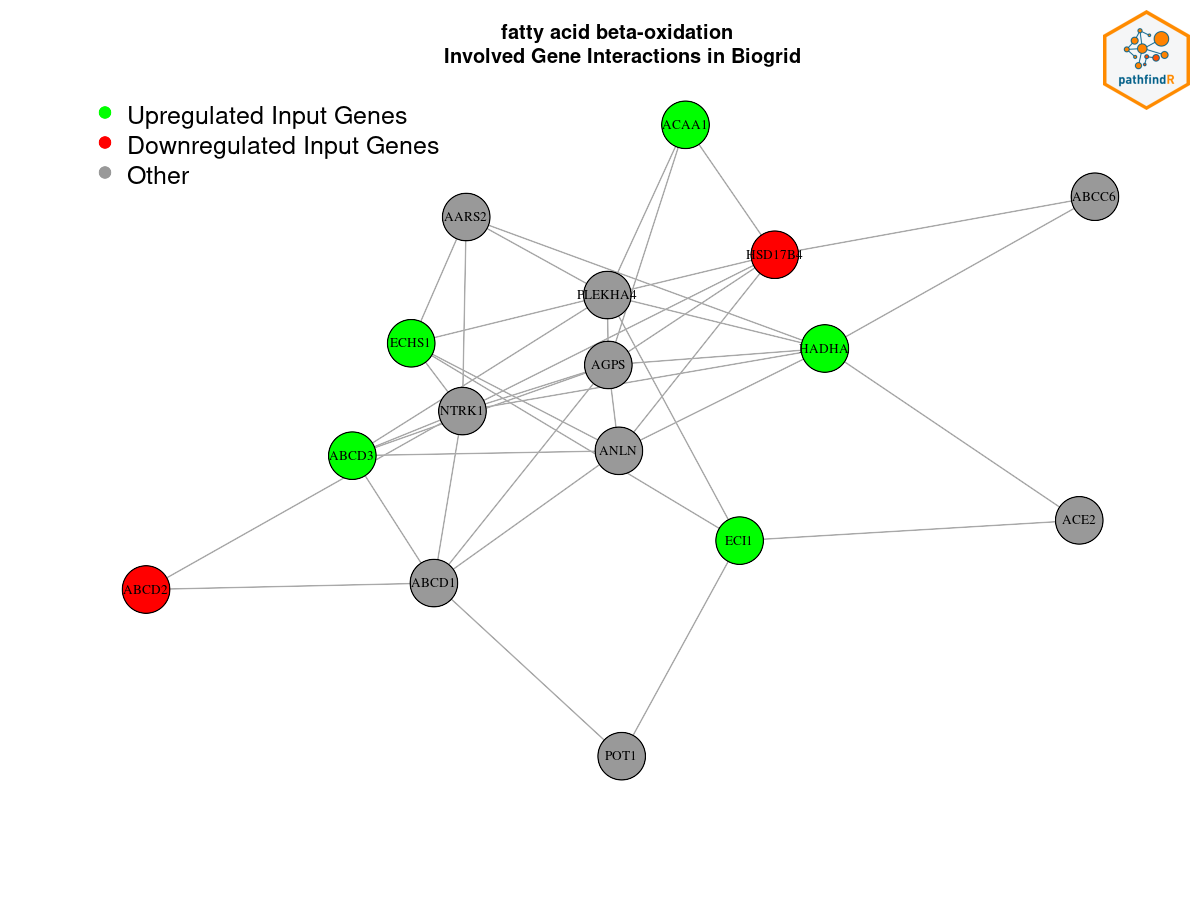 fatty acid beta-oxidation
Involved Gene Interactions in Biogrid
pathfindR
Upregulated Input Genes
Downregulated Input Genes
Other
ACAA1
ABCC6
AARS2
HSD17B4
PLEKHA4
ECHS1
HADHA
AGPS
NTRK1
ANLN
ABCD3
ACE2
ECI1
ABCD1
ABCD2
POT1